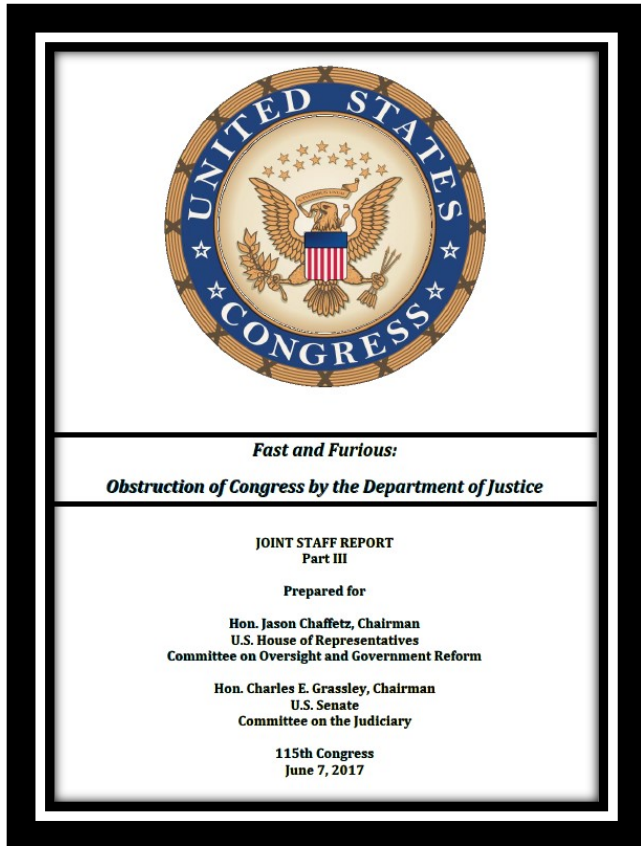 UNITED STATES
CONGRESS
Fast and Furious:
Obstruction of Congress by the Department of Justice
JOINT STAFF REPORT
Part III
Prepared for
Hon. Jason Chaffetz, Chairman
U.S. House of Representatives
Committee on Oversight and Government Reform
Hon. Charles E. Grassley, Chairman
U.S. Senate
Committee on the Judiciary
115th Congress
June 7, 2017